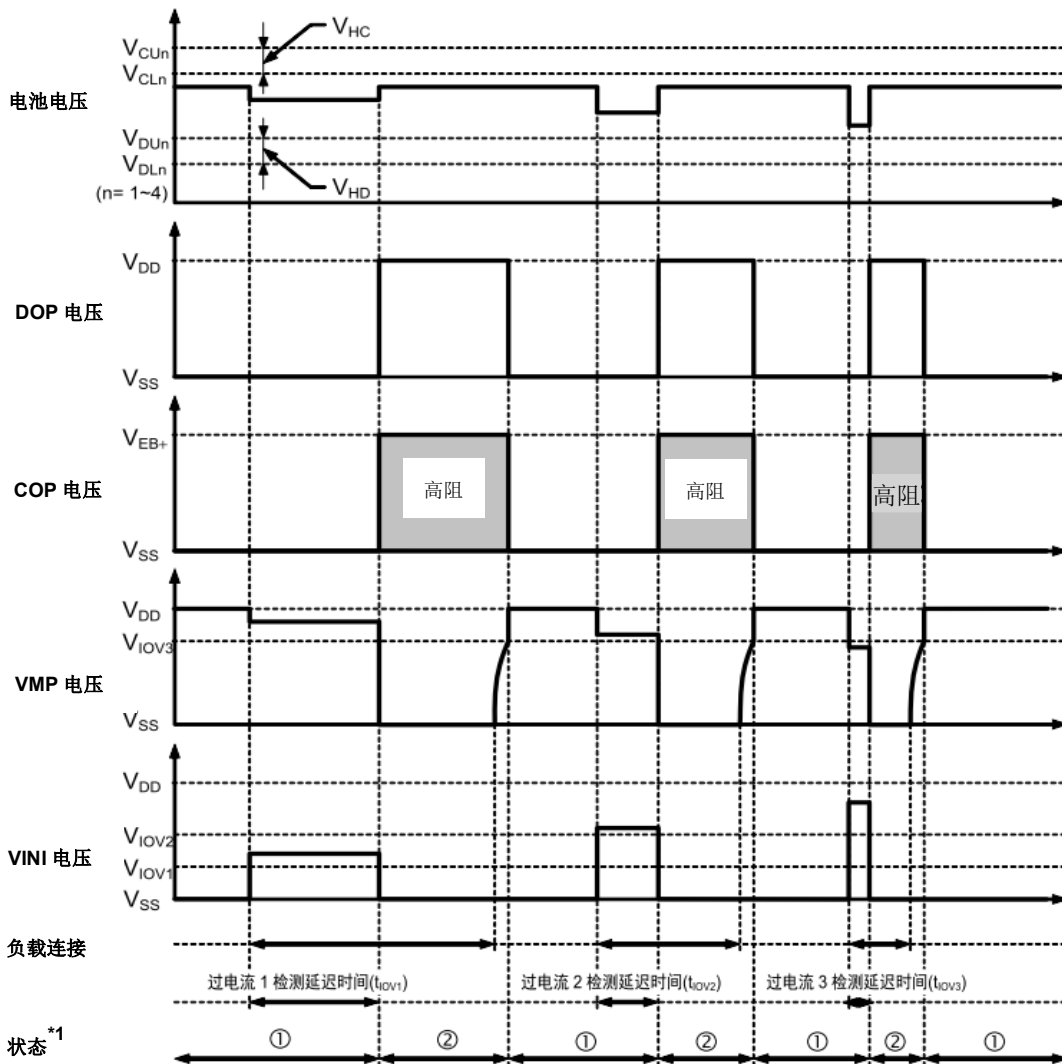 V_CUn
V_HC
V_CLn
电池电压
V_DUn
V_DLn
(n= 1~4)
V_HD
V_DD
DOP 电压
V_SS
V_EB+
COP 电压
高阻
高阻
高阻
V_SS
V_DD
V_IOV3
VMP 电压
V_SS
V_DD
V_IOV2
VINI 电压
V_IOV1
V_SS
负载连接
过电流 1 检测延迟时间(t_IOV1)
过电流 2 检测延迟时间(t_IOV2)
过电流 3 检测延迟时间(t_IOV3)
状态*1
① ② ① ② ① ② ①